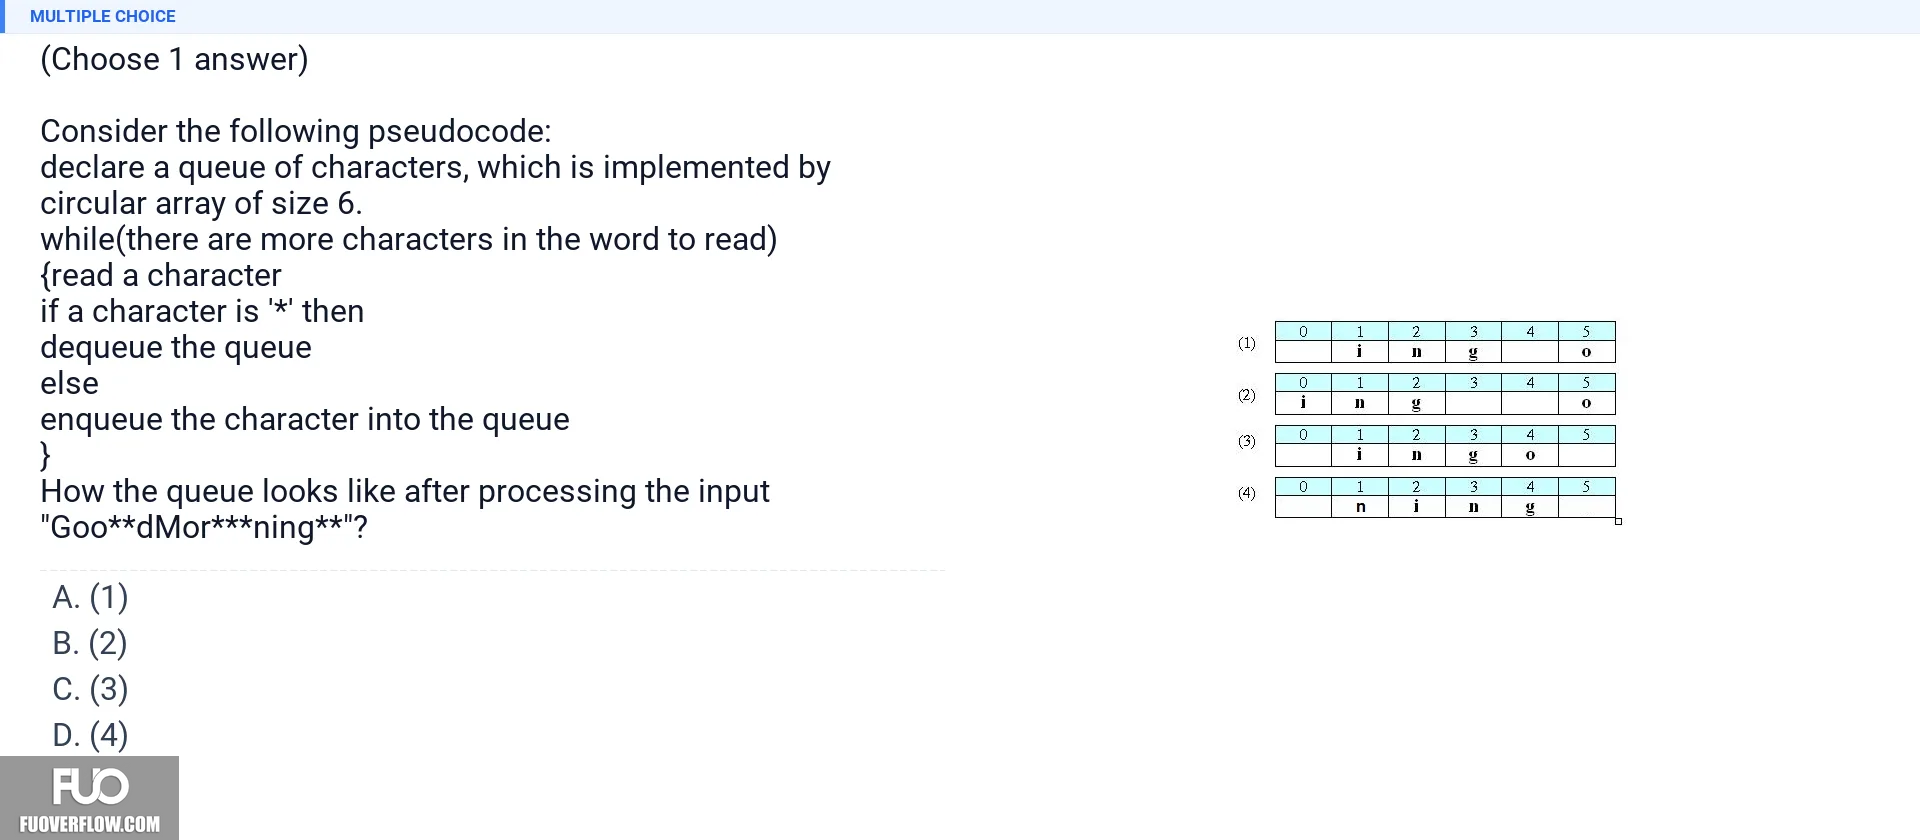 MULTIPLE CHOICE
(Choose 1 answer)
Consider the following pseudocode:
declare a queue of characters, which is implemented by
circular array of size 6.
while(there are more characters in the word to read)
{read a character
if a character is '*' then
dequeue the queue
else
enqueue the character into the queue
}
How the queue looks like after processing the input
"Goo**dMor***ning**"?
A. (1)
B. (2)
C. (3)
D. (4)
(1) 0 1 2 3 4 5
i n g o
(2) 0 1 2 3 4 5
i n g o
(3) 0 1 2 3 4 5
i n g o
(4) 0 1 2 3 4 5
n i n g
FUO
FUOVERFLOW.COM